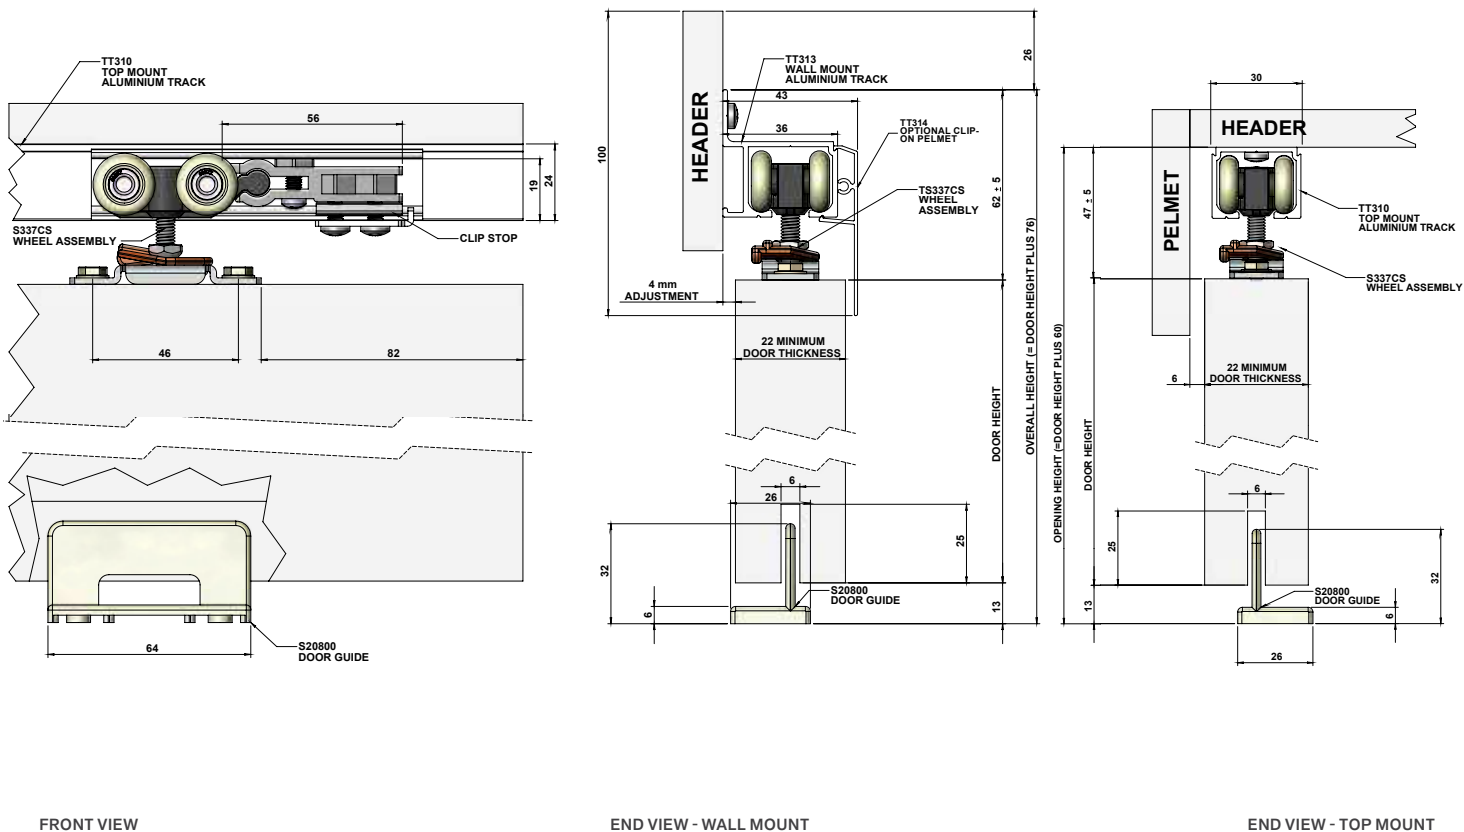 TT310
TOP MOUNT
ALUMINIUM TRACK
56
19
24
S337CS
WHEEL ASSEMBLY
CLIP STOP
46
82
64
S20800
DOOR GUIDE
FRONT VIEW
100
HEADER
26
TT313
WALL MOUNT
ALUMINIUM TRACK
43
36
TT314
OPTIONAL CLIP-
ON PELMET
TS337CS
WHEEL
ASSEMBLY
62 ± 5
4 mm
ADJUSTMENT
22 MINIMUM
DOOR THICKNESS
DOOR HEIGHT
OVERALL HEIGHT (= DOOR HEIGHT PLUS 76)
6
26
25
32
6
S20800
DOOR GUIDE
13
END VIEW - WALL MOUNT
30
HEADER
47 ± 5
PELMET
TT310
TOP MOUNT
ALUMINIUM TRACK
S337CS
WHEEL ASSEMBLY
22 MINIMUM
DOOR THICKNESS
6
OPENING HEIGHT (=DOOR HEIGHT PLUS 60)
DOOR HEIGHT
6
25
32
S20800
DOOR GUIDE
13
6
26
END VIEW - TOP MOUNT